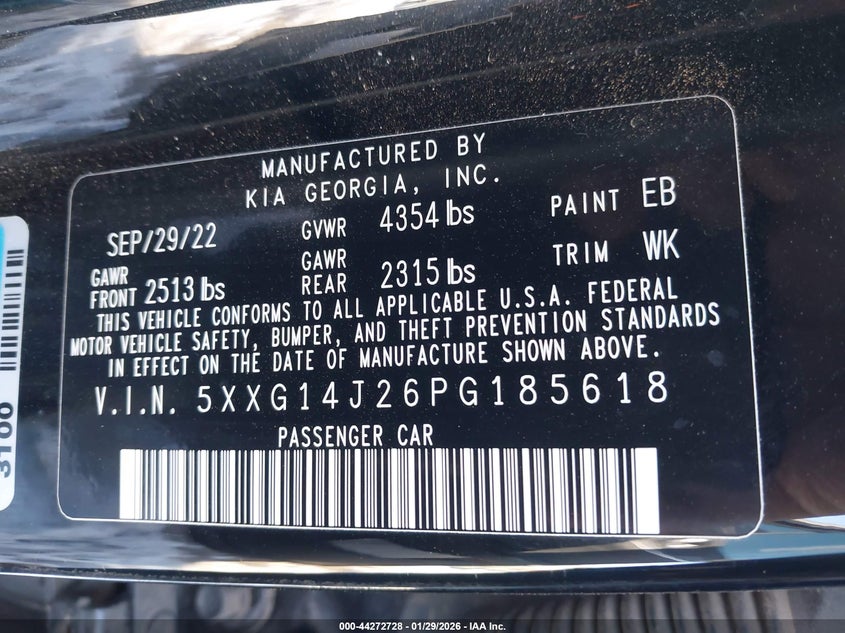 MANUFACTURED BY
KIA GEORGIA, INC.
SEP/29/22 GVWR 4354 lbs PAINT EB
GAWR FRONT 2513 lbs GAWR REAR 2315 lbs TRIM WK
THIS VEHICLE CONFORMS TO ALL APPLICABLE U.S.A. FEDERAL
MOTOR VEHICLE SAFETY, BUMPER, AND THEFT PREVENTION STANDARDS
IN EFFECT ON THE DATE OF MANUFACTURE SHOWN ABOVE.
V.I.N. 5XXG14J26PG185618
PASSENGER CAR
3100
000-44272728 - 01/29/2026 - IAA Inc.